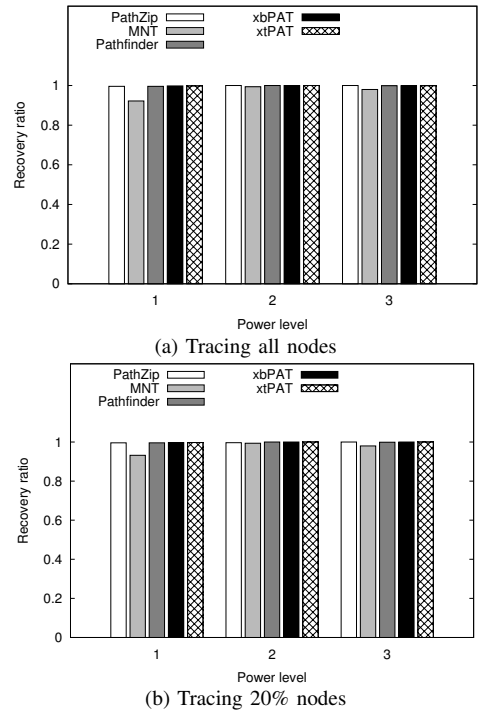 PathZip
MNT
Pathfinder
xbPAT
xtPAT
Recovery ratio
1
0.8
0.6
0.4
0.2
0
1 2 3
Power level
(a) Tracing all nodes
PathZip
MNT
Pathfinder
xbPAT
xtPAT
Recovery ratio
1
0.8
0.6
0.4
0.2
0
1 2 3
Power level
(b) Tracing 20% nodes